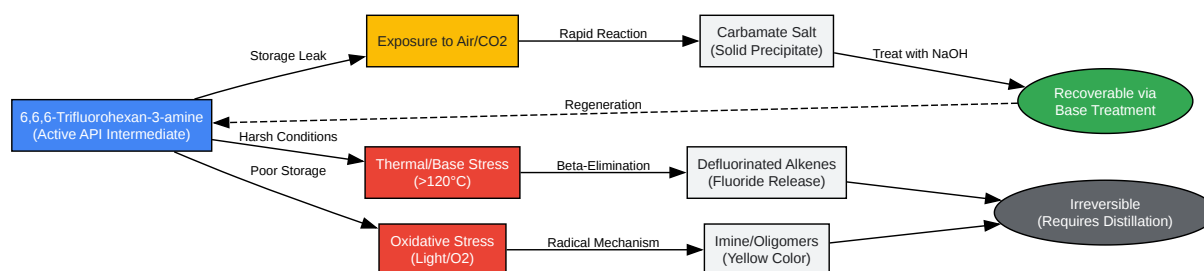 Exposure to Air/CO2
Rapid Reaction
Carbamate Salt
(Solid Precipitate)
Storage Leak
Treat with NaOH
Recoverable via
Base Treatment
Regeneration
6,6,6-Trifluorohexan-3-amine
(Active API Intermediate)
Harsh Conditions
Thermal/Base Stress
(>120°C)
Beta-Elimination
Defluorinated Alkenes
(Fluoride Release)
Poor Storage
Irreversible
(Requires Distillation)
Oxidative Stress
(Light/O2)
Radical Mechanism
Imine/Oligomers
(Yellow Color)